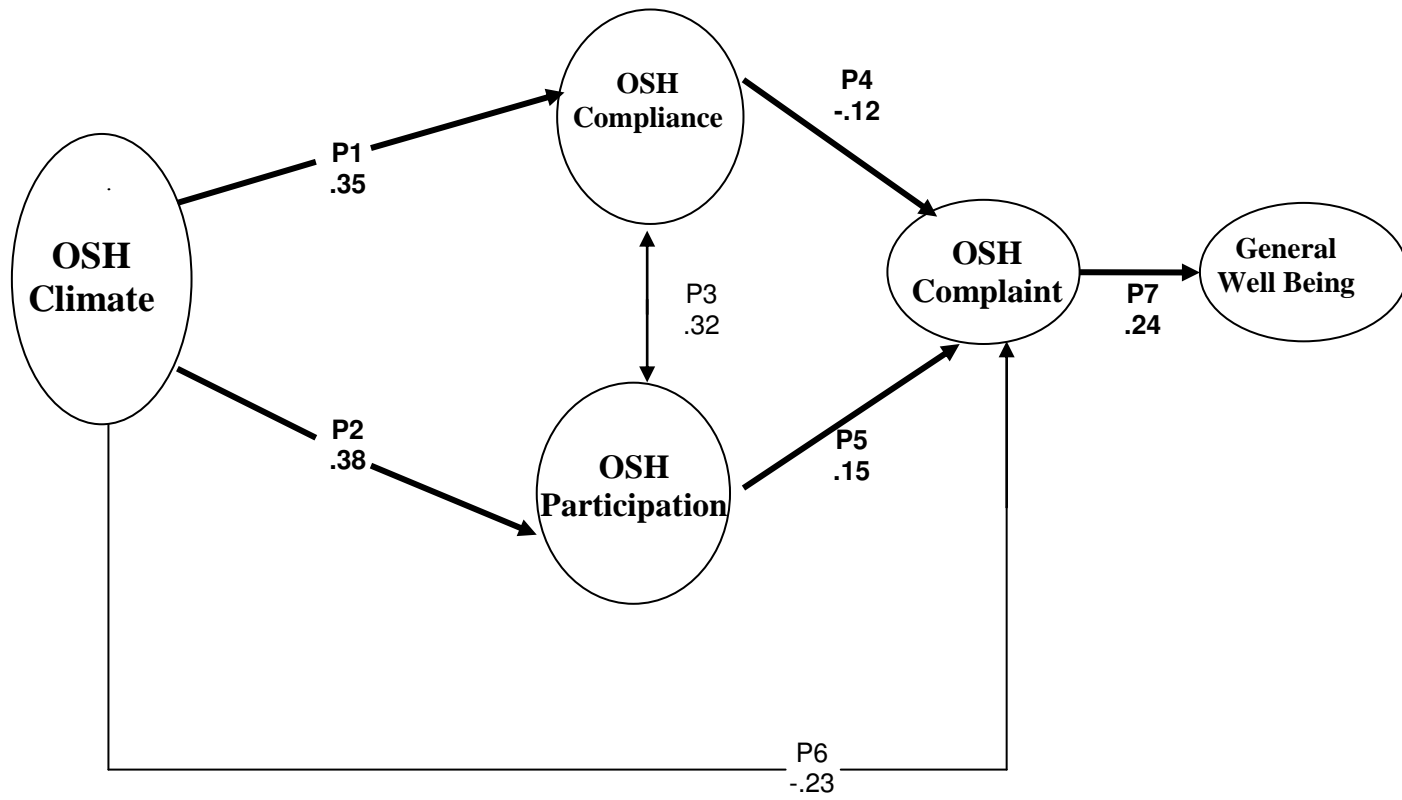 OSH
Compliance
P4
-.12
P1
.35
OSH
Climate
OSH
Complaint
General
Well Being
P7
.24
P3
.32
P2
.38
OSH
Participation
P5
.15
P6
-.23